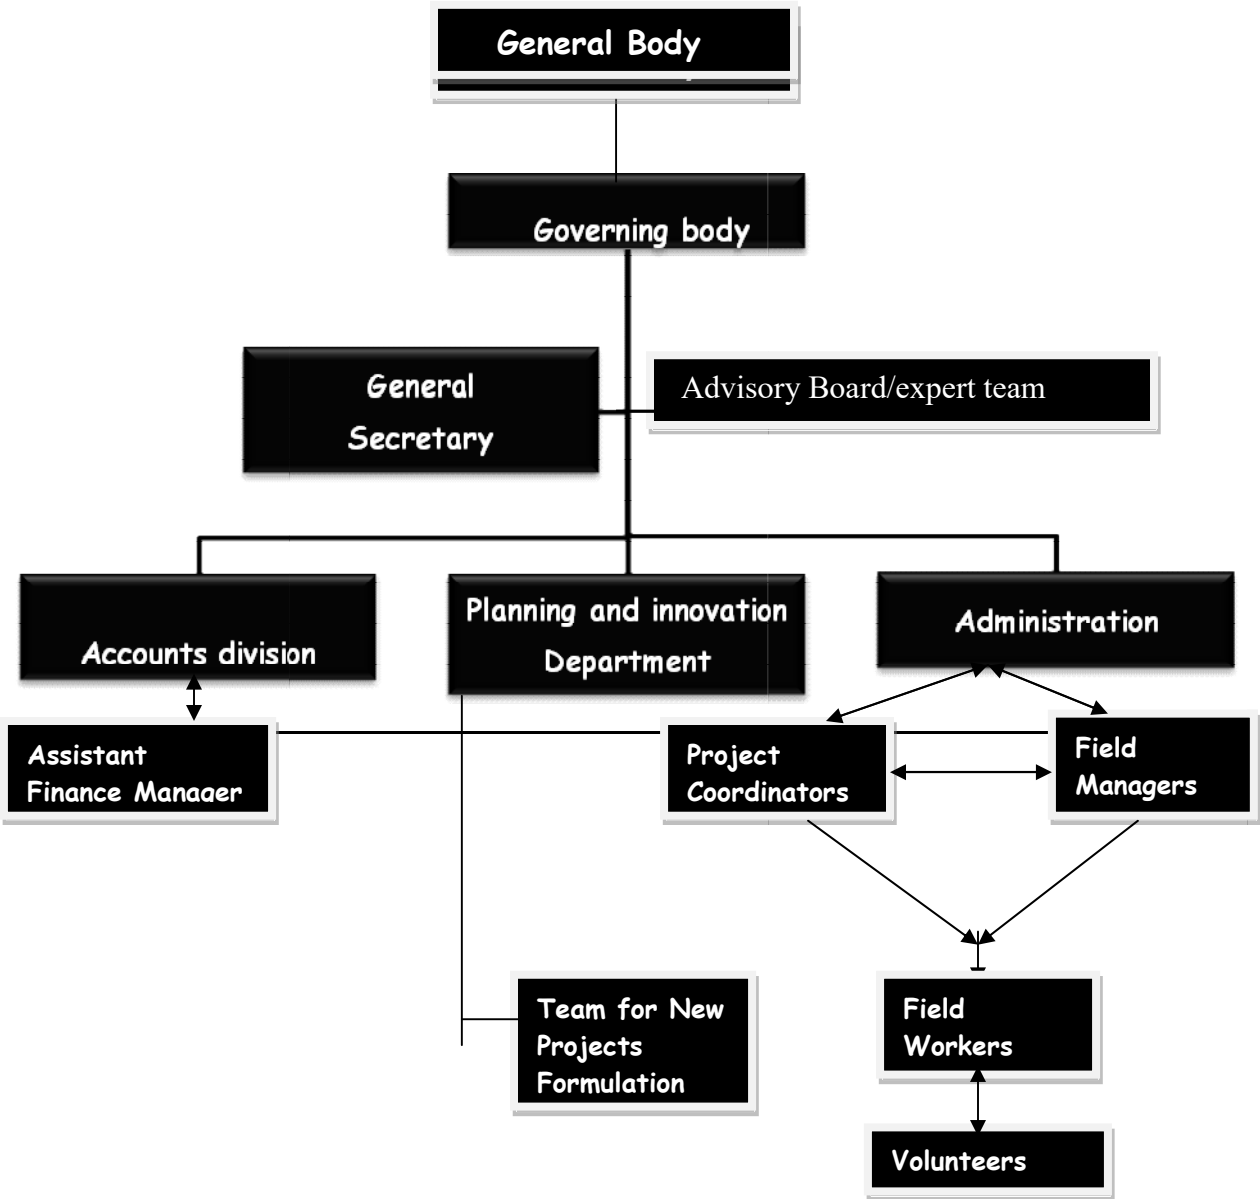 General Body
Governing body
General
Secretary
Advisory Board/expert team
Accounts division
Planning and innovation
Department
Administration
Assistant
Finance Manager
Project
Coordinators
Field
Managers
Team for New
Projects
Formulation
Field
Workers
Volunteers